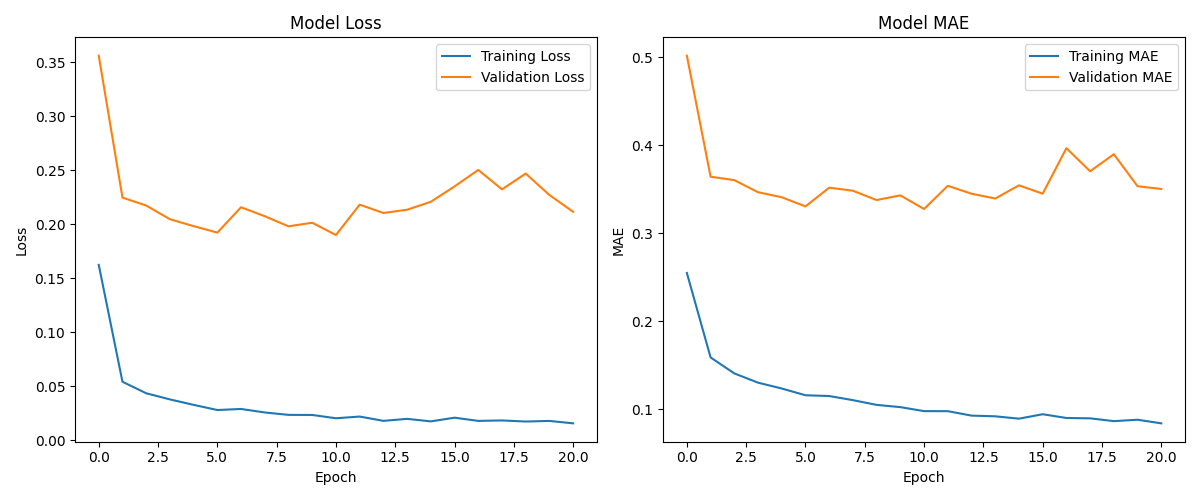 Model Loss
Training Loss
Validation Loss
Loss
0.35
0.30
0.25
0.20
0.15
0.10
0.05
0.00
0.0 2.5 5.0 7.5 10.0 12.5 15.0 17.5 20.0
Epoch
Model MAE
Training MAE
Validation MAE
MAE
0.5
0.4
0.3
0.2
0.1
0.0 2.5 5.0 7.5 10.0 12.5 15.0 17.5 20.0
Epoch